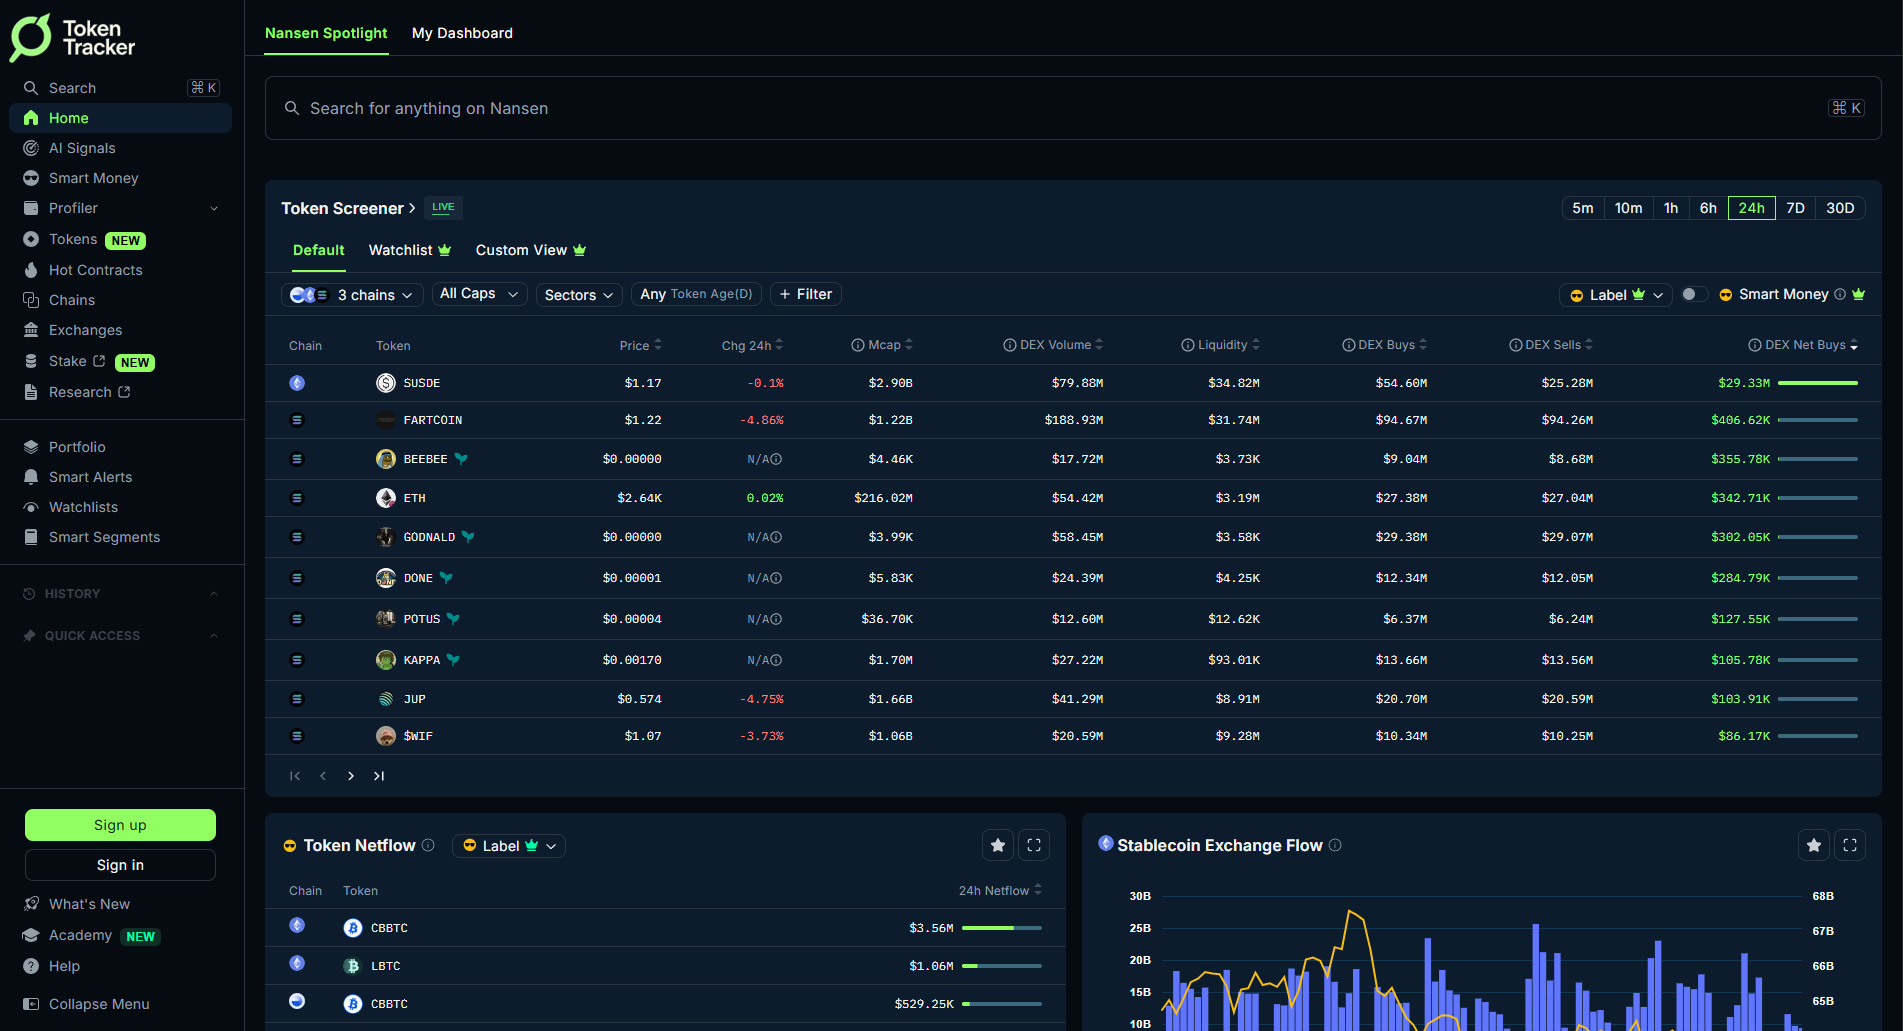 Token
Tracker
Search ⌘ K
Home
AI Signals
Smart Money
Profiler
Tokens NEW
Hot Contracts
Chains
Exchanges
Stake NEW
Research
Portfolio
Smart Alerts
Watchlists
Smart Segments
HISTORY
QUICK ACCESS
Sign up
Sign in
What's New
Academy NEW
Help
Collapse Menu
Nansen Spotlight My Dashboard
Search for anything on Nansen ⌘ K
Token Screener LIVE 5m 10m 1h 6h 24h 7D 30D
Default Watchlist Custom View
3 chains All Caps Sectors Any Token Age(D) + Filter Label Smart Money
Chain Token Price Chg 24h Mcap DEX Volume Liquidity DEX Buys DEX Sells DEX Net Buys
SUSDE $1.17 -0.1% $2.90B $79.88M $34.82M $54.60M $25.28M $29.33M
FARTCOIN $1.22 -4.86% $1.22B $188.93M $31.74M $94.67M $94.26M $406.62K
BEEBEE $0.00000 N/A $4.46K $17.72M $3.73K $9.04M $8.68M $355.78K
ETH $2.64K 0.02% $216.02M $54.42M $3.19M $27.38M $27.04M $342.71K
GODNALD $0.00000 N/A $3.99K $58.45M $3.58K $29.38M $29.07M $302.05K
DONE $0.00001 N/A $5.83K $24.39M $4.25K $12.34M $12.05M $284.79K
POTUS $0.00004 N/A $36.70K $12.60M $12.62K $6.37M $6.24M $127.55K
KAPPA $0.00170 N/A $1.70M $27.22M $93.01K $13.66M $13.56M $105.78K
JUP $0.574 -4.75% $1.66B $41.29M $8.91M $20.70M $20.59M $103.91K
$WIF $1.07 -3.73% $1.06B $20.59M $9.28M $10.34M $10.25M $86.17K
Token Netflow Label
Chain Token 24h Netflow
CBBTC $3.56M
LBTC $1.06M
CBBTC $529.25K
Stablecoin Exchange Flow
30B 68B
25B 67B
20B 66B
15B 65B
10B